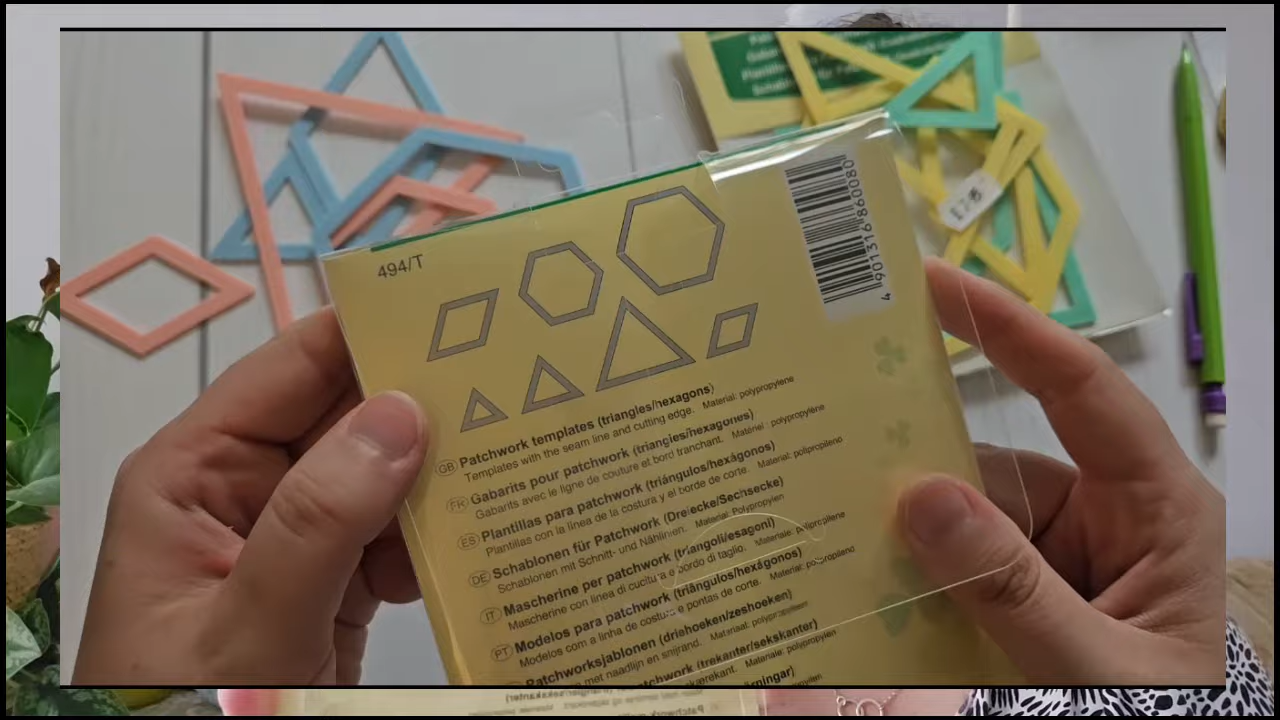 494/T
4 901316 860080
GB Patchwork templates (triangles/hexagons)
Templates with the seam line and cutting edge. Material: polypropylene
FR Gabarits pour patchwork (triangles/hexagones)
Gabarits avec le ligne de couture et bord tranchant. Matériel : polypropylène
ES Plantillas para patchwork (triángulos/hexágonos)
Plantillas con la línea de la costura y el borde de corte. Material: polipropileno
DE Schablonen für Patchwork (Dreiecke/Sechsecke)
Schablonen mit Schnitt- und Nählinien. Material: Polypropylen
IT Mascherine per patchwork (triangoli/esagoni)
Mascherine con linea di cucitura e bordo di taglio. Materiale: polipropilene
PT Modelos para patchwork (triângulos/hexágonos)
Modelos com a linha de costura e pontas de corte. Material: polipropileno
Patchworksjablonen (driehoeken/zeshoeken)
met naadlijn en snijrand. Materiaal: polypropyleen
patchwork (trekanter/sekskanter)
Materiale: polypropylen